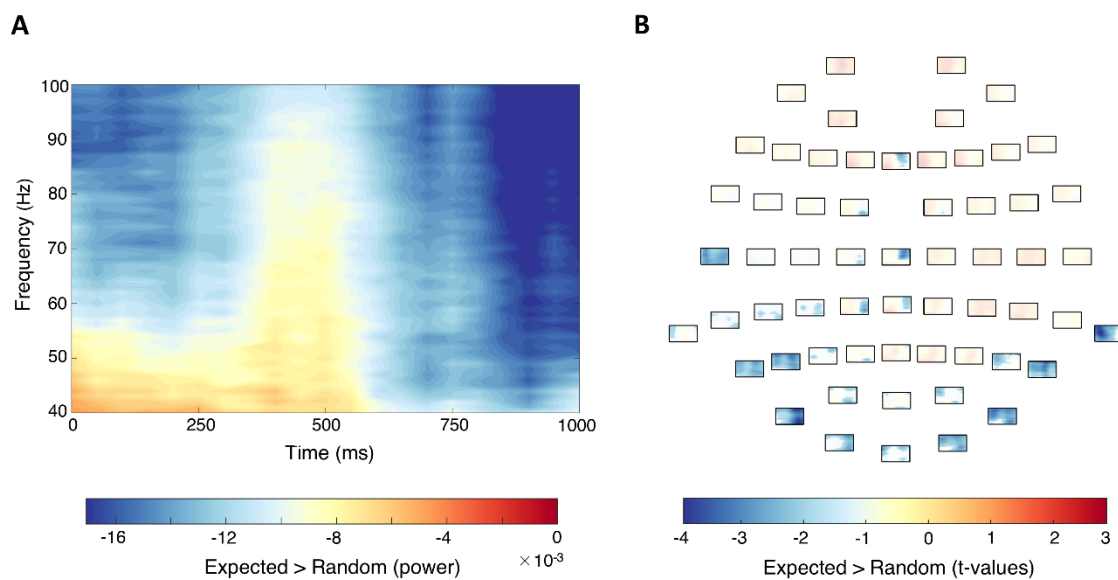 A
B
100
90
80
70
60
50
40
Frequency (Hz)
0 250 500 750 1000
Time (ms)
-16 -12 -8 -4 0
× 10⁻³
Expected > Random (power)
-4 -3 -2 -1 0 1 2 3
Expected > Random (t-values)